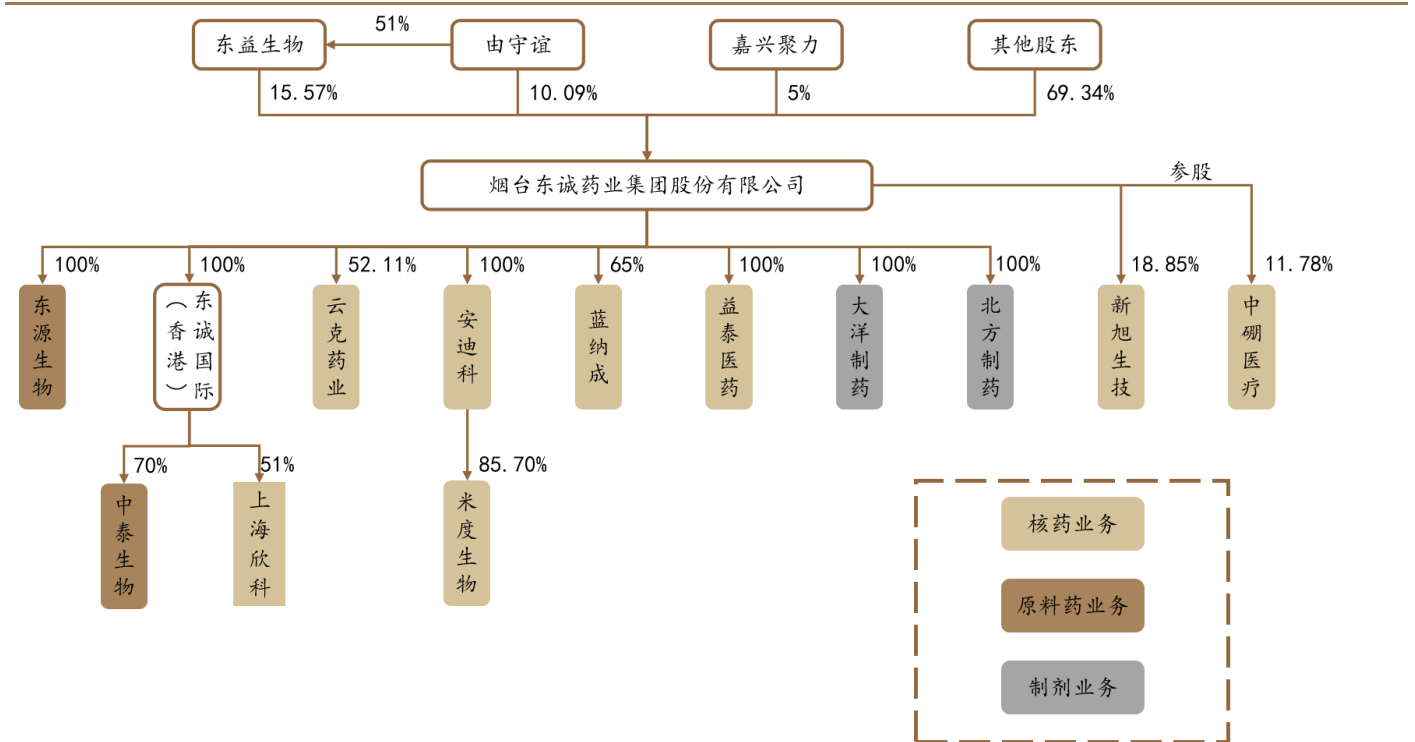 51%
东益生物
由守谊
嘉兴聚力
其他股东
15.57%
10.09%
5%
69.34%
烟台东诚药业集团股份有限公司
参股
100%
100%
52.11%
100%
65%
100%
100%
100%
18.85%
11.78%
东源生物
东诚国际
（香港）
云克药业
安迪科
蓝纳成
益泰医药
大洋制药
北方制药
新旭生技
中硼医疗
70%
51%
85.70%
中泰生物
上海欣科
米度生物
核药业务
原料药业务
制剂业务